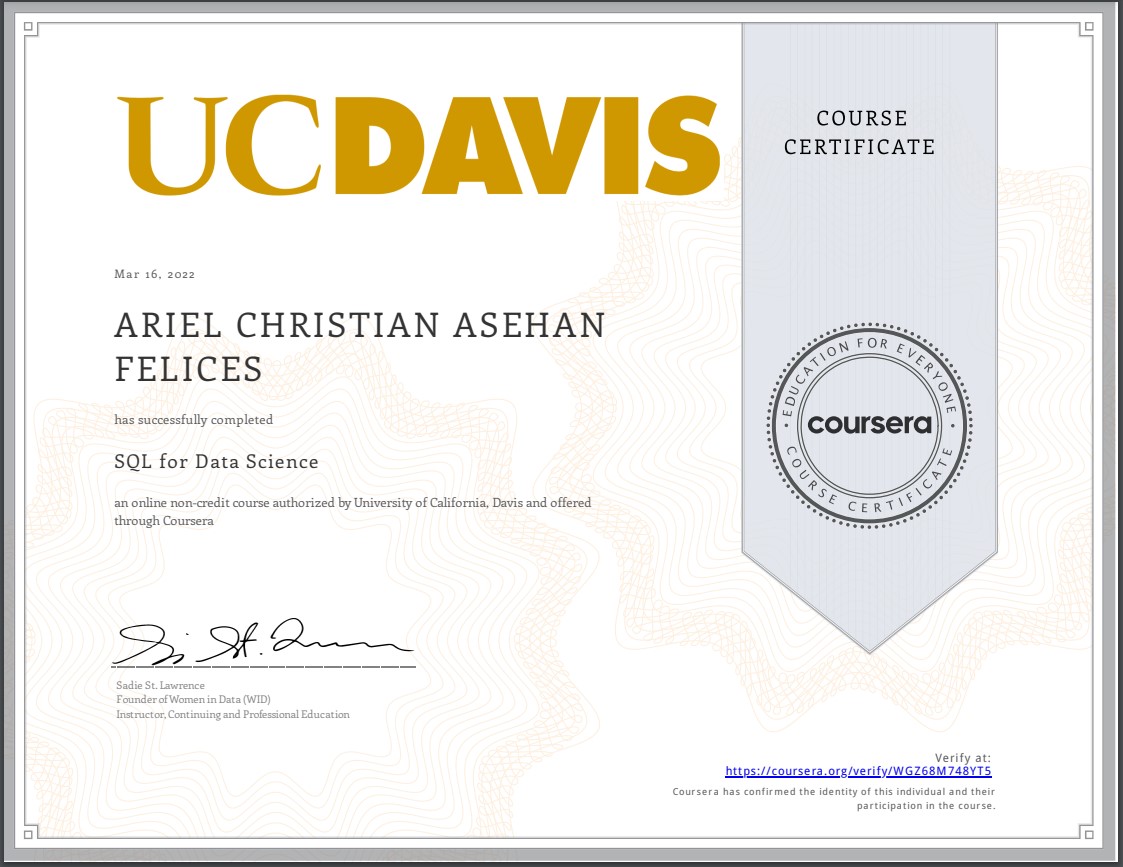 UCDAVIS
COURSE
CERTIFICATE
Mar 16, 2022
ARIEL CHRISTIAN ASEHAN
FELICES
has successfully completed
SQL for Data Science
an online non-credit course authorized by University of California, Davis and offered
through Coursera
EDUCATION FOR EVERYONE
coursera
COURSE CERTIFICATE
Sadie St. Lawrence
Founder of Women in Data (WID)
Instructor, Continuing and Professional Education
Verify at:
https://coursera.org/verify/WGZ68M748YT5
Coursera has confirmed the identity of this individual and their
participation in the course.